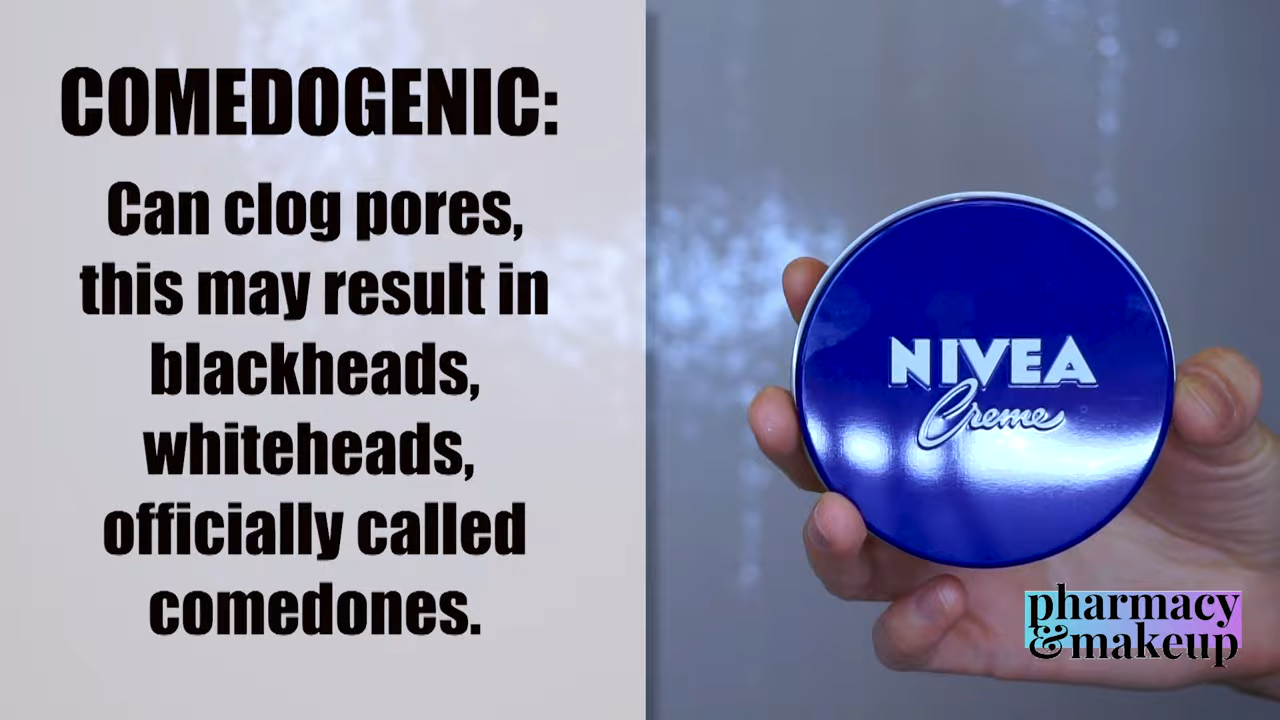 COMEDOGENIC:
Can clog pores,
this may result in
blackheads,
whiteheads,
officially called
comedones.
NIVEA
Creme
pharmacy
&makeup